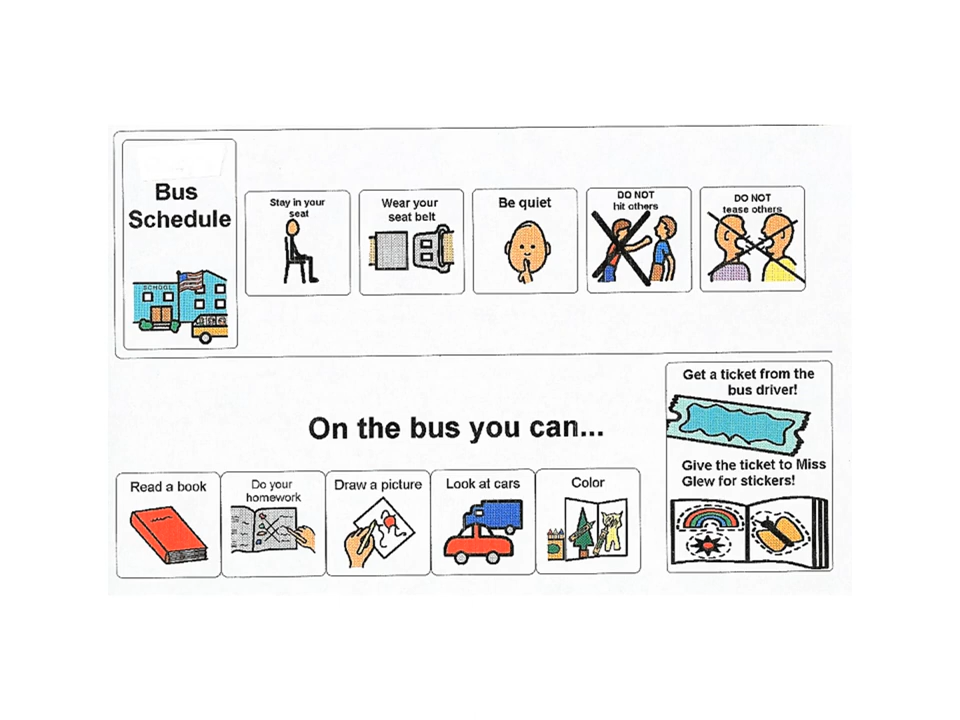 Bus
Schedule
SCHOOL
Stay in your
seat
Wear your
seat belt
Be quiet
DO NOT
hit others
DO NOT
tease others
On the bus you can...
Read a book
Do your
homework
Draw a picture
Look at cars
Color
Get a ticket from the
bus driver!
Give the ticket to Miss
Glew for stickers!